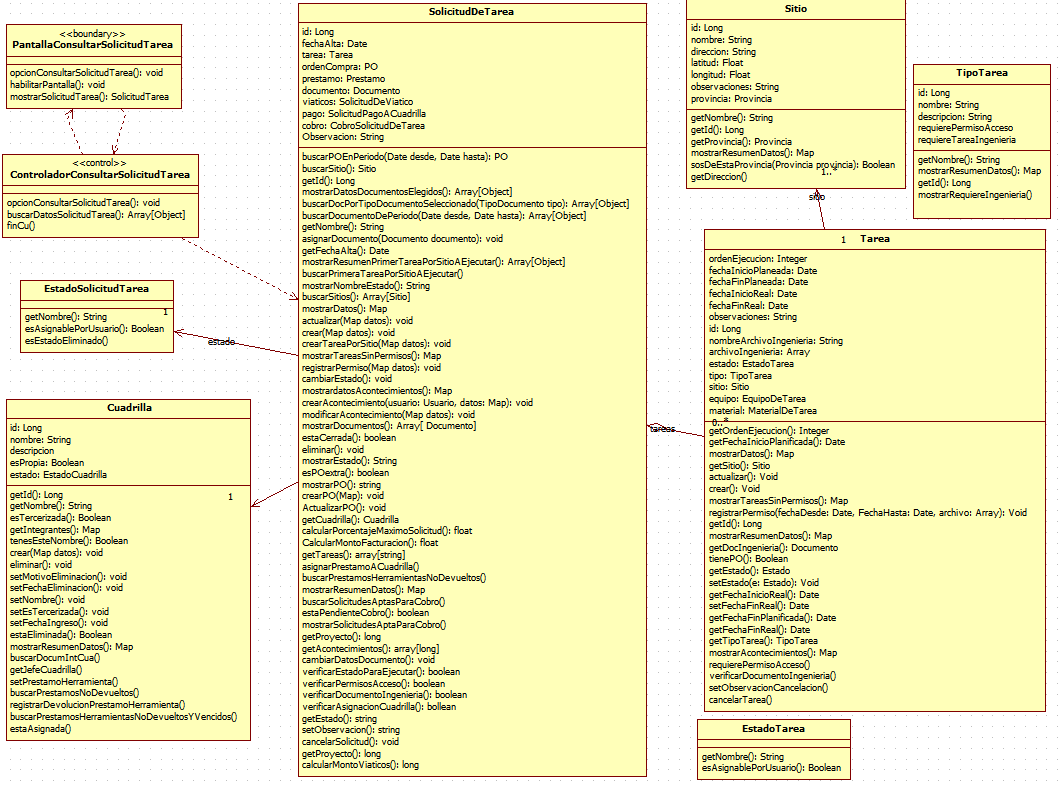 <<boundary>>
PantallaConsultarSolicitudTarea
opcionConsultarSolicitudTarea(): void
habilitarPantalla(): void
mostrarSolicitudTarea(): SolicitudTarea
<<control>>
ControladorConsultarSolicitudTarea
opcionConsultarSolicitudTarea(): void
buscarDatosSolicitudTarea(): Array[Object]
finCu()
EstadoSolicitudTarea
1
getNombre(): String
esAsignablePorUsuario(): Boolean
esEstadoEliminado()
estado
Cuadrilla
id: Long
nombre: String
descripcion
esPropia: Boolean
estado: EstadoCuadrilla
1
getId(): Long
getNombre(): String
esTercerizada(): Boolean
getIntegrantes(): Map
tenesEsteNombre(): Boolean
crear(Map datos): void
eliminar(): void
setMotivoEliminacion(): void
setFechaEliminacion(): void
setNombre(): void
setEsTercerizada(): void
setFechaIngreso(): void
estaEliminada(): Boolean
mostrarResumenDatos(): Map
buscarDocumIntCua()
getJefeCuadrilla()
setPrestamoHerramienta()
buscarPrestamosNoDevueltos()
registrarDevolucionPrestamoHerramienta()
buscarPrestamosHerramientasNoDevueltosYVencidos()
estaAsignada()
SolicitudDeTarea
id: Long
fechaAlta: Date
tarea: Tarea
ordenCompra: PO
prestamo: Prestamo
documento: Documento
viaticos: SolicitudDeViatico
pago: SolicitudPagoACuadrilla
cobro: CobroSolicitudDeTarea
Observacion: String
buscarPOEnPeriodo(Date desde, Date hasta): PO
buscarSitio(): Sitio
getId(): Long
mostrarDatosDocumentosElegidos(): Array[Object]
buscarDocPorTipoDocumentoSeleccionado(TipoDocumento tipo): Array[Object]
buscarDocumentoDePeriodo(Date desde, Date hasta): Array[Object]
getNombre(): String
asignarDocumento(Documento documento): void
getFechaAlta(): Date
mostrarResumenPrimerTareaPorSitioAEjecutar(): Array[Object]
buscarPrimeraTareaPorSitioAEjecutar()
mostrarNombreEstado(): String
buscarSitios(): Array[Sitio]
mostrarDatos(): Map
actualizar(Map datos): void
crear(Map datos): void
crearTareaPorSitio(Map datos): void
mostrarTareasSinPermisos(): Map
registrarPermiso(Map datos): void
cambiarEstado(): void
mostrardatosAcontecimientos(): Map
crearAcontecimiento(usuario: Usuario, datos: Map): void
modificarAcontecimiento(Map datos): void
mostrarDocumentos(): Array[ Documento]
estaCerrada(): boolean
eliminar(): void
mostrarEstado(): String
esPOextra(): boolean
mostrarPO(): string
crearPO(Map): void
ActualizarPO(): void
getCuadrilla(): Cuadrilla
calcularPorcentajeMaximoSolicitud(): float
CalcularMontoFacturacion(): float
getTareas(): array[string]
asignarPrestamoACuadrilla()
buscarPrestamosHerramientasNoDevueltos()
mostrarResumenDatos(): Map
buscarSolicitudesAptasParaCobro()
estaPendienteCobro(): boolean
mostrarSolicitudesAptaParaCobro()
getProyecto(): long
getAcontecimientos(): array[long]
cambiarDatosDocumento(): void
verificarEstadoParaEjecutar(): boolean
verificarPermisosAcceso(): boolean
verificarDocumentoIngenieria(): boolean
verificarAsignacionCuadrilla(): bollean
getEstado(): string
setObservacion(): string
cancelarSolicitud(): void
getProyecto(): long
calcularMontoViaticos(): long
tareas
Sitio
id: Long
nombre: String
direccion: String
latitud: Float
longitud: Float
observaciones: String
provincia: Provincia
getNombre(): String
getId(): Long
getProvincia(): Provincia
mostrarResumenDatos(): Map
sosDeEstaProvincia(Provincia provincia): Boolean
getDireccion()
1..*
sitio
TipoTarea
id: Long
nombre: String
descripcion: String
requierePermisoAcceso
requiereTareaIngenieria
getNombre(): String
mostrarResumenDatos(): Map
getId(): Long
mostrarRequiereIngenieria()
1 Tarea
ordenEjecucion: Integer
fechaInicioPlaneada: Date
fechaFinPlaneada: Date
fechaInicioReal: Date
fechaFinReal: Date
observaciones: String
id: Long
nombreArchivoIngenieria: String
archivoIngenieria: Array
estado: EstadoTarea
tipo: TipoTarea
sitio: Sitio
equipo: EquipoDeTarea
material: MaterialDeTarea
0..*
getOrdenEjecucion(): Integer
getFechaInicioPlanificada(): Date
mostrarDatos(): Map
getSitio(): Sitio
actualizar(): Void
crear(): Void
mostrarTareasSinPermisos(): Map
registrarPermiso(fechaDesde: Date, FechaHasta: Date, archivo: Array): Void
getId(): Long
mostrarResumenDatos(): Map
getDocIngenieria(): Documento
tienePO(): Boolean
getEstado(): Estado
setEstado(e: Estado): Void
getFechaInicioReal(): Date
setFechaFinReal(): Date
getFechaFinPlanificada(): Date
getFechaFinReal(): Date
getTipoTarea(): TipoTarea
mostrarAcontecimientos(): Map
requierePermisoAcceso()
verificarDocumentoIngenieria()
setObservacionCancelacion()
cancelarTarea()
EstadoTarea
getNombre(): String
esAsignablePorUsuario(): Boolean